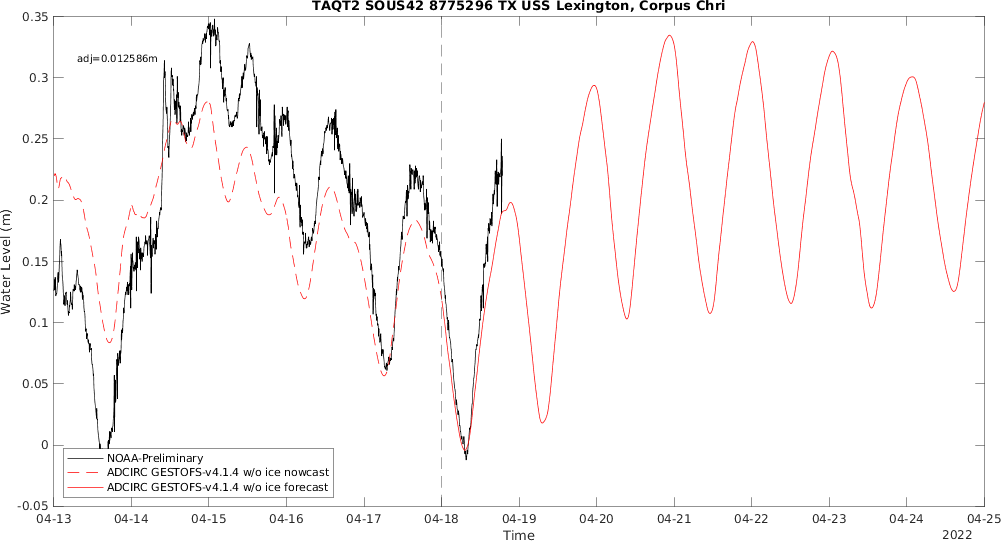 TAQT2 SOUS42 8775296 TX USS Lexington, Corpus Chri
0.35
adj=0.012586m
0.3
0.25
0.2
0.15
0.1
0.05
0
-0.05
Water Level (m)
NOAA-Preliminary
ADCIRC GESTOFS-v4.1.4 w/o ice nowcast
ADCIRC GESTOFS-v4.1.4 w/o ice forecast
04-13 04-14 04-15 04-16 04-17 04-18 04-19 04-20 04-21 04-22 04-23 04-24 04-25
Time
2022